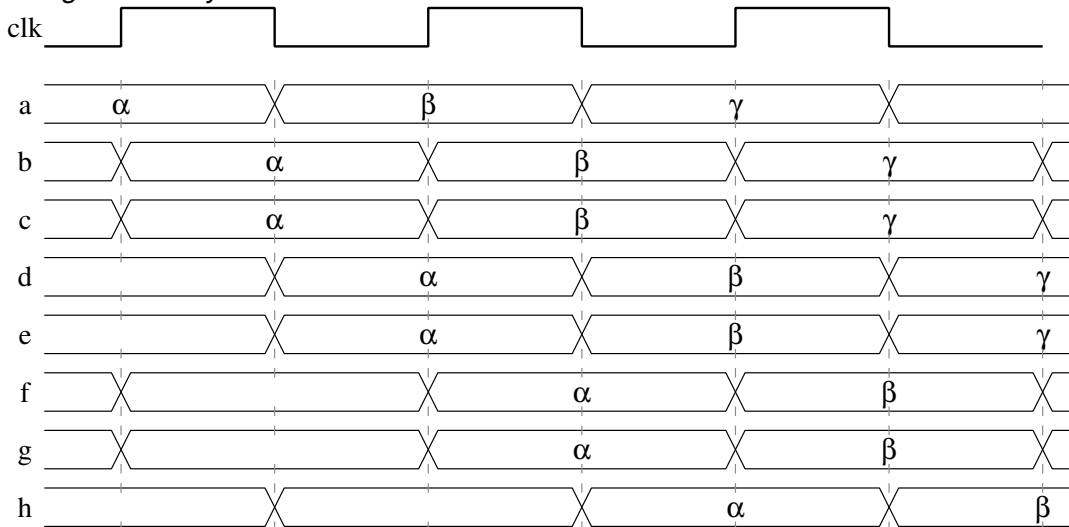 clk
a α β γ
b α β γ
c α β γ
d α β γ
e α β γ
f α β
g α β
h α β